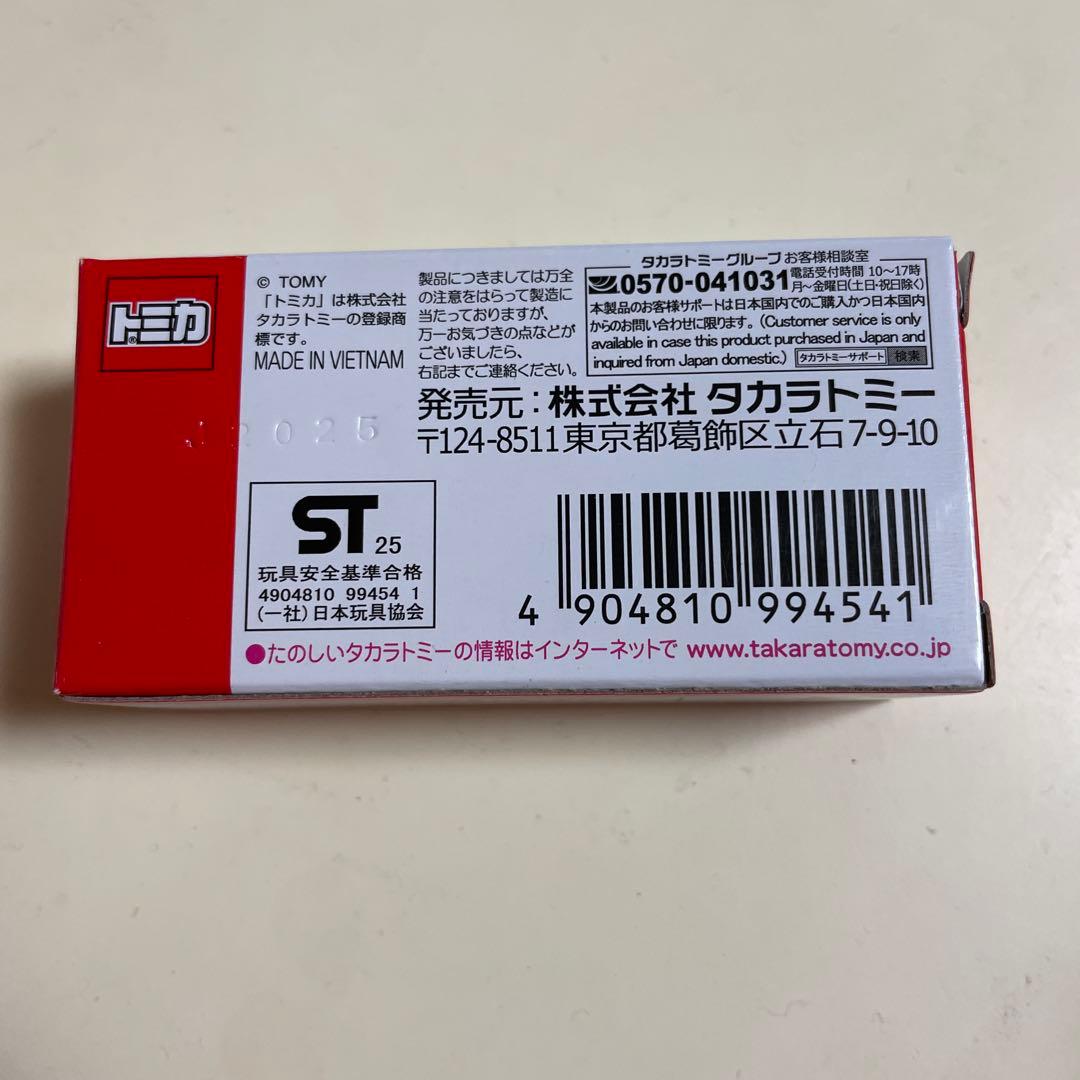 トミカ®
© TOMY
「トミカ」は株式会社
タカラトミーの登録商
標です。
MADE IN VIETNAM
2025
製品につきましては万全
の注意をはらって製造に
当たっておりますが、
万一お気づきの点などが
ございましたら、
右記までご連絡ください。
タカラトミーグループお客様相談室
0570-041031 電話受付時間 10〜17時
月〜金曜日(土日・祝日除く)
本製品のお客様サポートは日本国内でのご購入かつ日本国内
からのお問い合わせに限ります。(Customer service is only
available in case this product purchased in Japan and
inquired from Japan domestic.) タカラトミーサポート 検索
発売元:株式会社 タカラトミー
〒124-8511東京都葛飾区立石7-9-10
ST 25
玩具安全基準合格
4904810 99454 1
(一社)日本玩具協会
4 904810 994541
●たのしいタカラトミーの情報はインターネットで www.takaratomy.co.jp